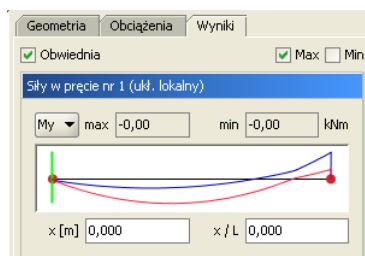 Geometria Obciążenia Wyniki
Obwiednia Max Min
Siły w pręcie nr 1 (ukł. lokalny)
My max -0,00 min -0,00 kNm
x [m] 0,000 x / L 0,000